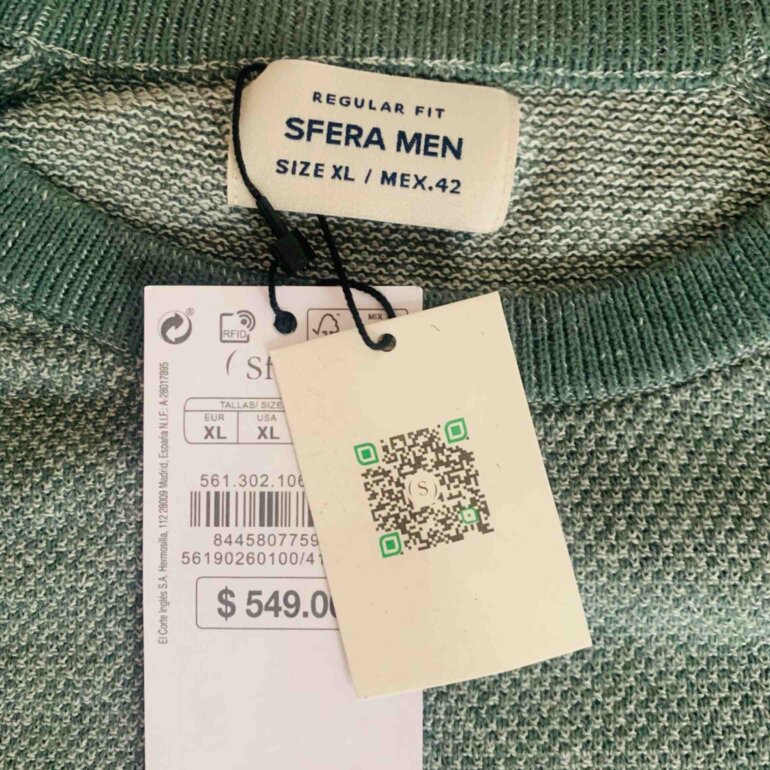 REGULAR FIT
SFERA MEN
SIZE XL / MEX.42
RFID
MIX
TALLAS/ SIZE
EUR USA
XL XL
561.302.106
8445807759
56190260100/41
$ 549.00
El Corte Inglés S.A. Hermosilla, 112 28009 Madrid, España N.I.F. A-28017895
(S)